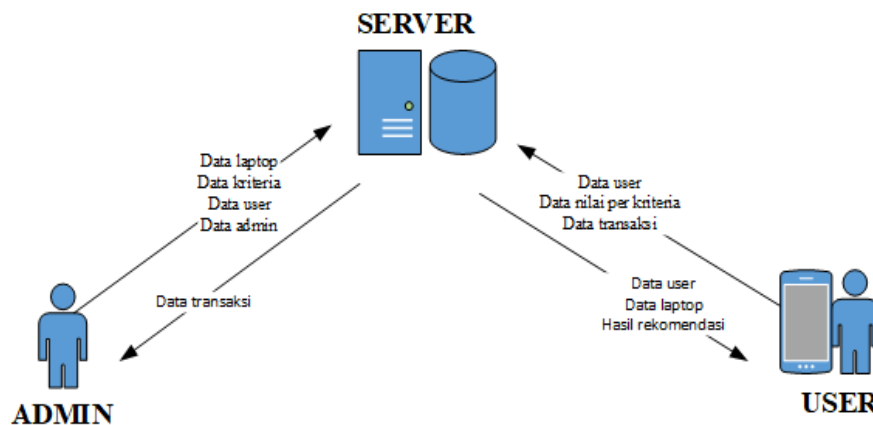 SERVER
Data laptop
Data kriteria
Data user
Data admin
Data user
Data nilai per kriteria
Data transaksi
Data transaksi
Data user
Data laptop
Hasil rekomendasi
ADMIN
USER